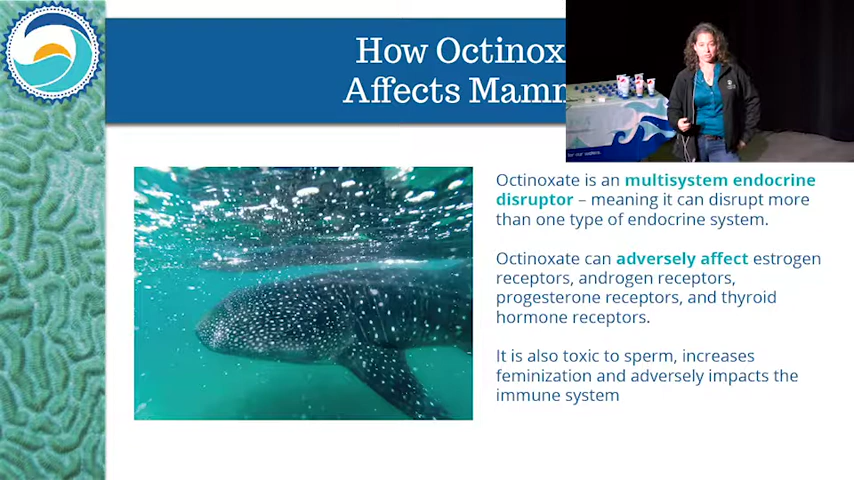 How Octinox
Affects Mam
Octinoxate is an multisystem endocrine
disruptor – meaning it can disrupt more
than one type of endocrine system.
Octinoxate can adversely affect estrogen
receptors, androgen receptors,
progesterone receptors, and thyroid
hormone receptors.
It is also toxic to sperm, increases
feminization and adversely impacts the
immune system